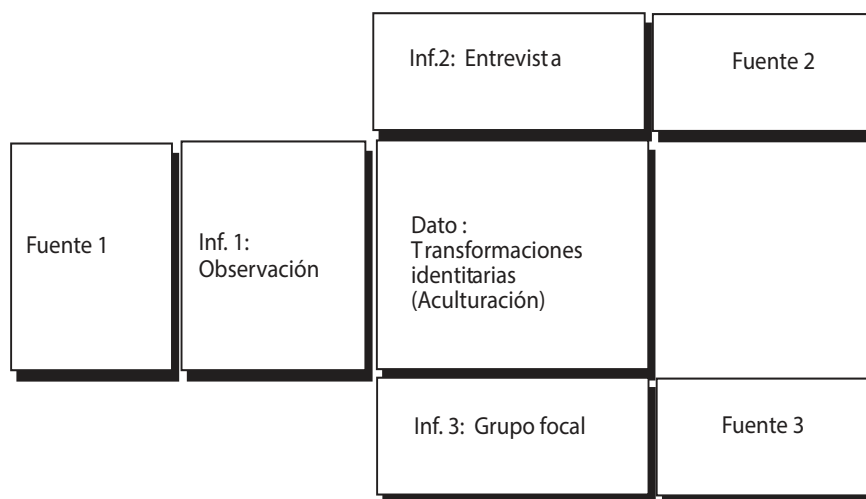 Inf.2: Entrevista
Fuente 2
Fuente 1
Inf. 1:
Observación
Dato :
Transformaciones
identitarias
(Aculturación)
Inf. 3: Grupo focal
Fuente 3